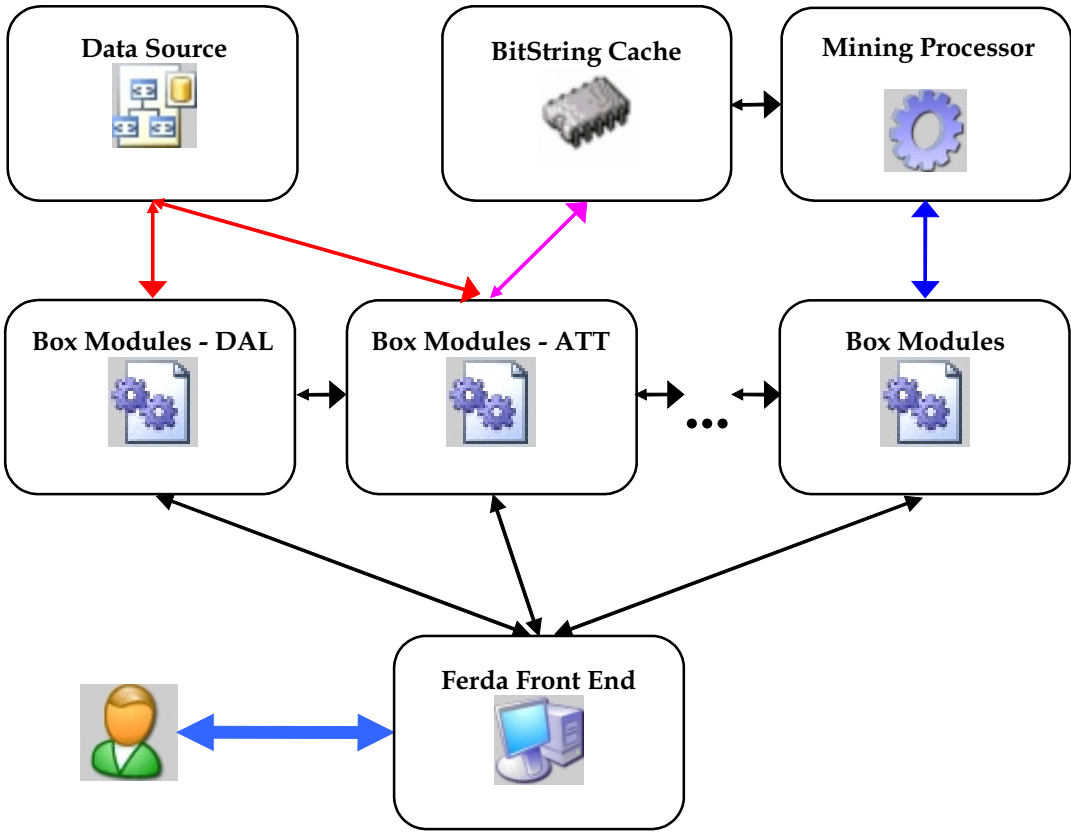 Data Source
BitString Cache
Mining Processor
Box Modules - DAL
Box Modules - ATT
...
Box Modules
Ferda Front End